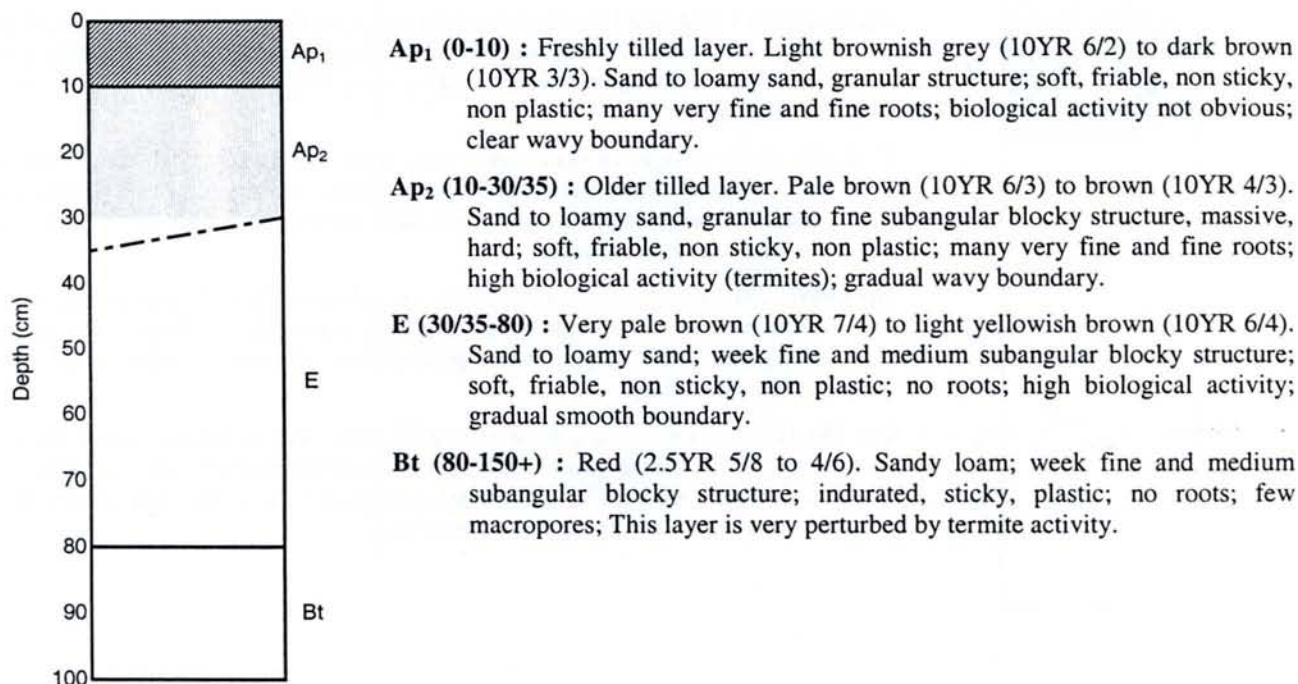 0
10
20
30
40
50
60
70
80
90
100
Depth (cm)
Ap₁
Ap₂
E
Bt
Ap₁ (0-10) : Freshly tilled layer. Light brownish grey (10YR 6/2) to dark brown
(10YR 3/3). Sand to loamy sand, granular structure; soft, friable, non sticky,
non plastic; many very fine and fine roots; biological activity not obvious;
clear wavy boundary.
Ap₂ (10-30/35) : Older tilled layer. Pale brown (10YR 6/3) to brown (10YR 4/3).
Sand to loamy sand, granular to fine subangular blocky structure, massive,
hard; soft, friable, non sticky, non plastic; many very fine and fine roots;
high biological activity (termites); gradual wavy boundary.
E (30/35-80) : Very pale brown (10YR 7/4) to light yellowish brown (10YR 6/4).
Sand to loamy sand; week fine and medium subangular blocky structure;
soft, friable, non sticky, non plastic; no roots; high biological activity;
gradual smooth boundary.
Bt (80-150+) : Red (2.5YR 5/8 to 4/6). Sandy loam; week fine and medium
subangular blocky structure; indurated, sticky, plastic; no roots; few
macropores; This layer is very perturbed by termite activity.